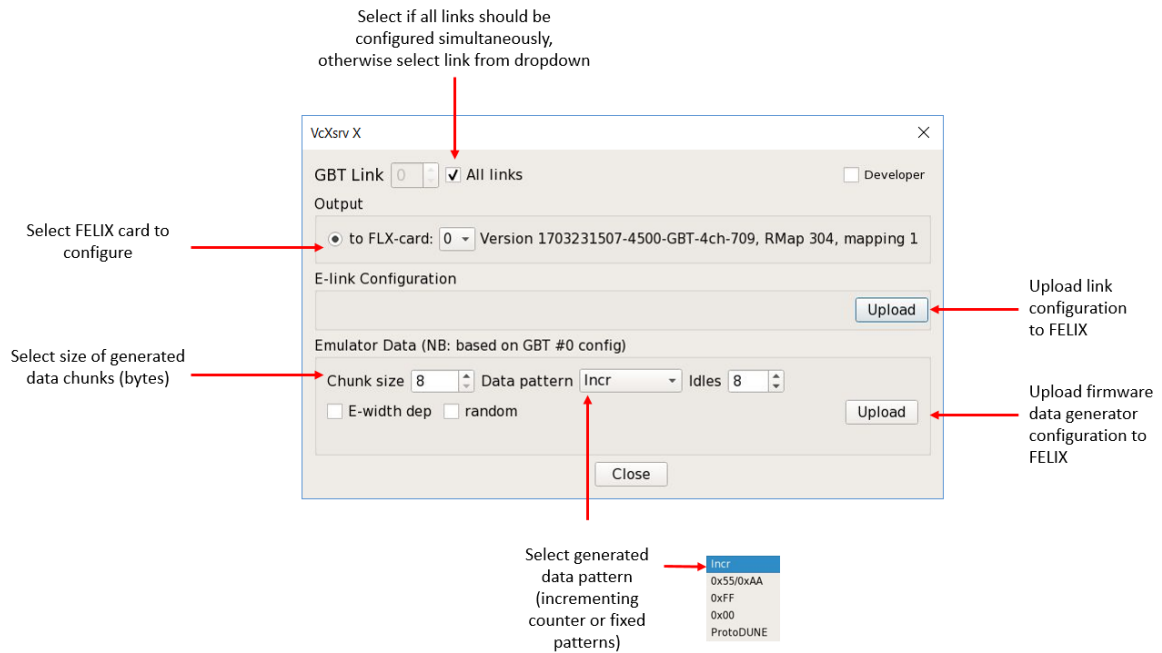 Select if all links should be
configured simultaneously,
otherwise select link from dropdown
VcXsrv X
GBT Link 0 All links Developer
Output
Select FELIX card to
configure
to FLX-card: 0 Version 1703231507-4500-GBT-4ch-709, RMap 304, mapping 1
E-link Configuration
Upload
Upload link
configuration
to FELIX
Emulator Data (NB: based on GBT #0 config)
Select size of generated
data chunks (bytes)
Chunk size 8 Data pattern Incr Idles 8
E-width dep random Upload
Upload firmware
data generator
configuration to
FELIX
Close
Select generated
data pattern
(incrementing
counter or fixed
patterns)
Incr
0x55/0xAA
0xFF
0x00
ProtoDUNE